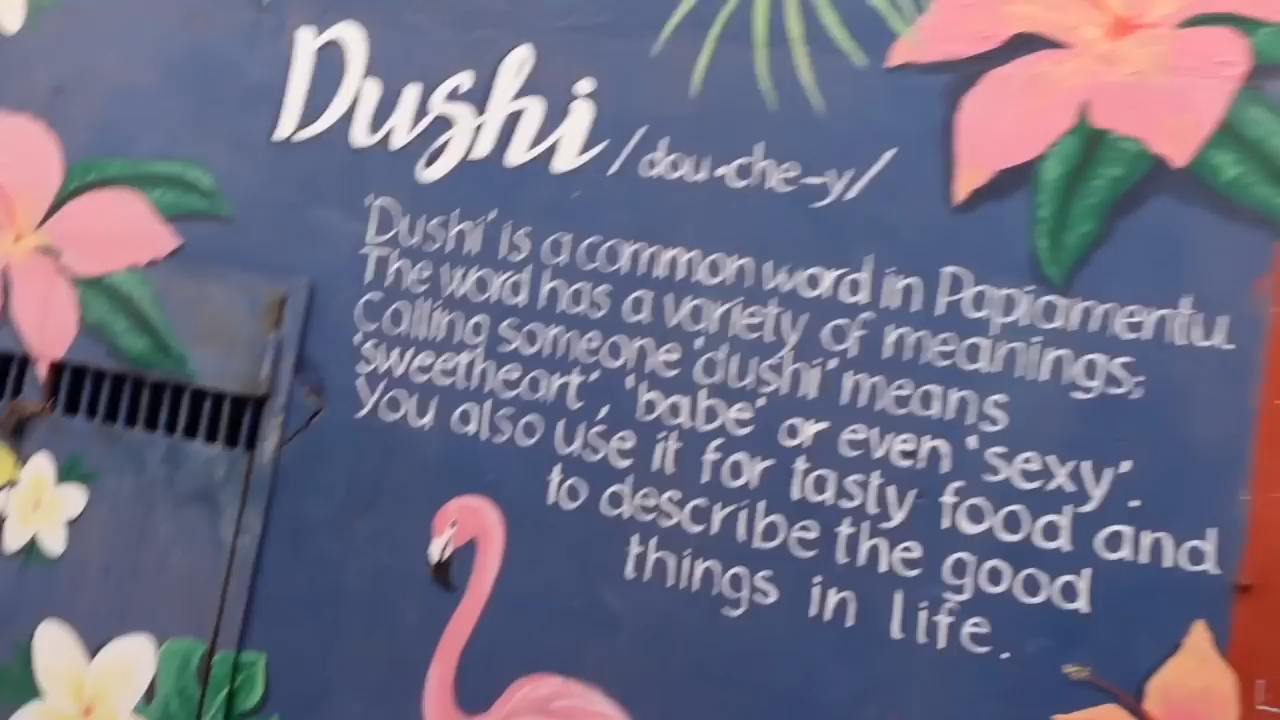 Dushi /dou-che-y/
'Dushi' is a common word in Papiamentu.
The word has a variety of meanings;
Calling someone 'dushi' means
'sweetheart', 'babe' or even 'sexy'.
You also use it for tasty food and
to describe the good
things in life.